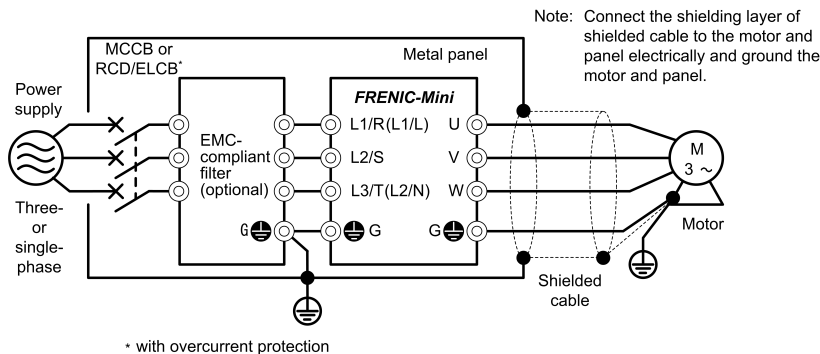 Note: Connect the shielding layer of
shielded cable to the motor and
panel electrically and ground the
motor and panel.
MCCB or
RCD/ELCB*
Metal panel
Power
supply
FRENIC-Mini
EMC-
compliant
filter
(optional)
L1/R(L1/L) U
L2/S V
L3/T(L2/N) W
G G G
M
3 ~
Motor
Three-
or
single-
phase
Shielded
cable
* with overcurrent protection